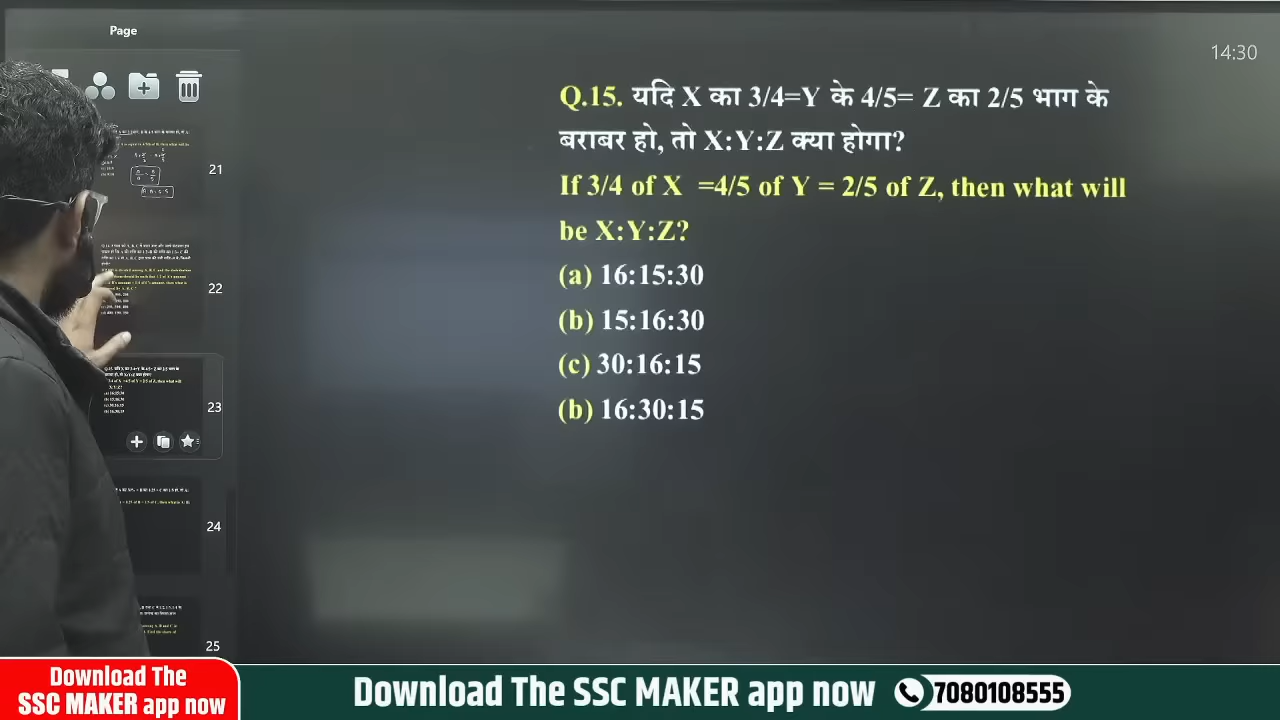 Page
14:30
21
22
23
24
25
Q.15. यदि X का 3/4=Y के 4/5= Z का 2/5 भाग के
बराबर हो, तो X:Y:Z क्या होगा?
If 3/4 of X =4/5 of Y = 2/5 of Z, then what will
be X:Y:Z?
(a) 16:15:30
(b) 15:16:30
(c) 30:16:15
(b) 16:30:15
Download The
SSC MAKER app now
Download The SSC MAKER app now
7080108555